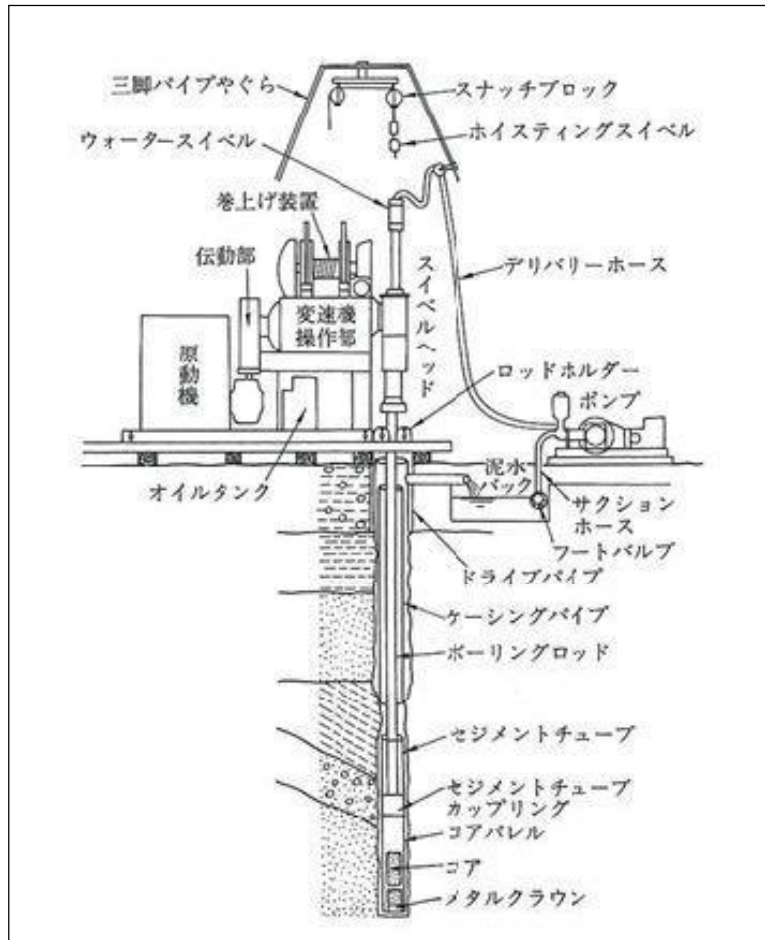 三脚パイプやぐら
スナッチブロック
ウォータースイベル
ホイスティングスイベル
巻上げ装置
伝動部
スイベルヘッド
デリバリーホース
変速機
操作部
原動機
ロッドホルダー
ポンプ
オイルタンク
泥水
バック
サクション
ホース
フートバルブ
ドライブパイプ
ケーシングパイプ
ボーリングロッド
セジメントチューブ
セジメントチューブ
カップリング
コアバレル
コア
メタルクラウン